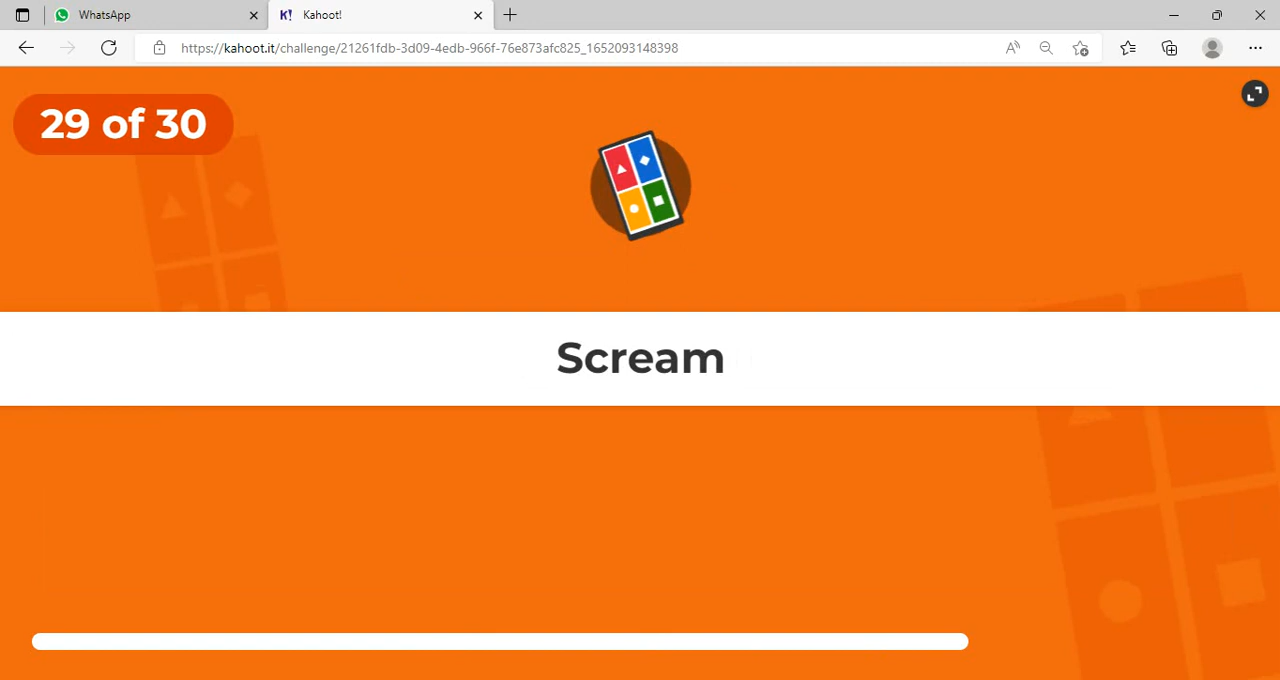 WhatsApp
K! Kahoot!
https://kahoot.it/challenge/21261fdb-3d09-4edb-966f-76e873afc825_1652093148398
29 of 30
Scream